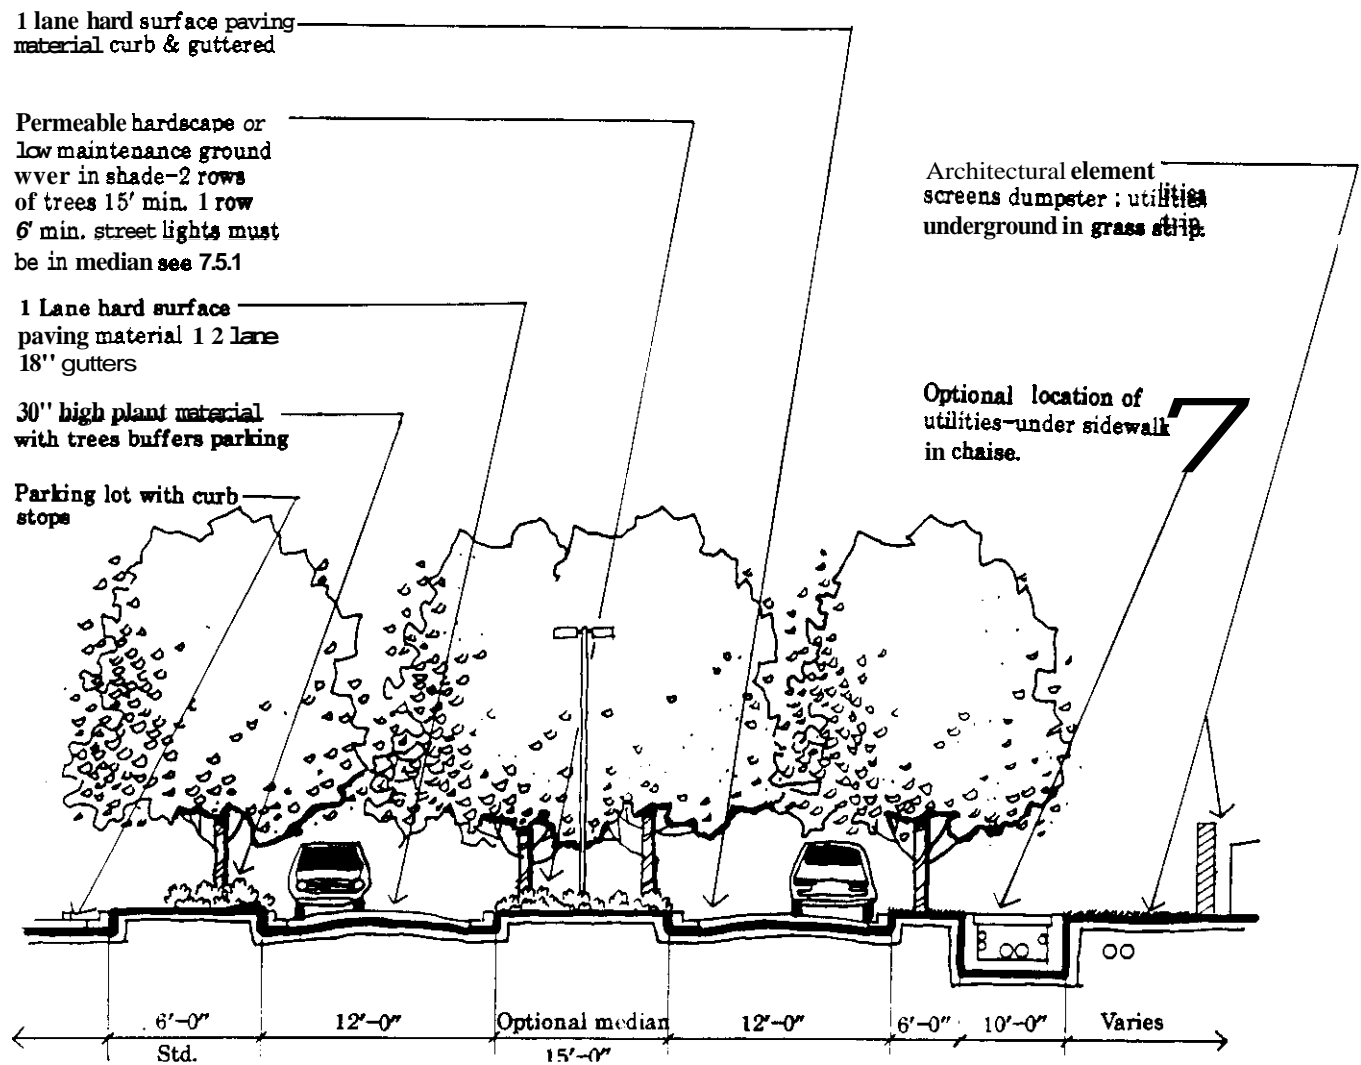 1 lane hard surface paving
material curb & guttered
Permeable hardscape or
low maintenance ground
wver in shade-2 rows
of trees 15' min. 1 row
6' min. street lights must
be in median see 7.5.1
1 Lane hard surface
paving material 1 2 lane
18" gutters
30" high plant material
with trees buffers parking
Parking lot with curb
stops
Architectural element
screens dumpster : utilities
underground in grass strip.
Optional location of
utilities-under sidewalk
in chaise.
7
6'-0"
12'-0"
Optional median
12'-0"
6'-0"
10'-0"
Varies
Std.
15'-0"